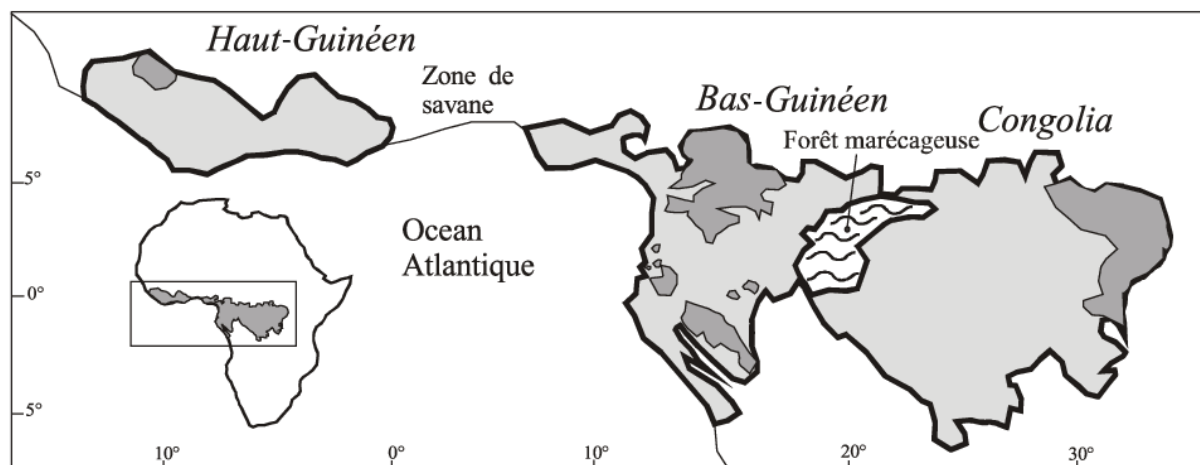 Haut-Guinéen
Zone de
savane
Bas-Guinéen
Congolia
Forêt marécageuse
5°
Ocean
Atlantique
0°
5°
10°
0°
10°
20°
30°